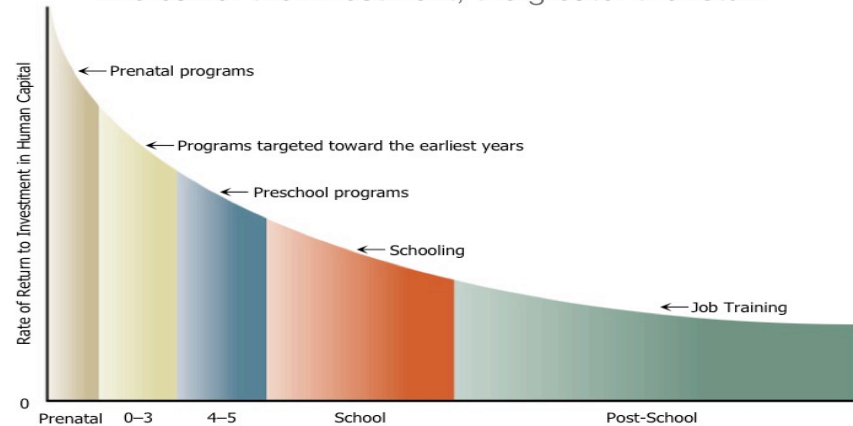 Prenatal programs
Programs targeted toward the earliest years
Preschool programs
Schooling
Job Training
Rate of Return to Investment in Human Capital
0
Prenatal 0–3 4–5 School Post-School